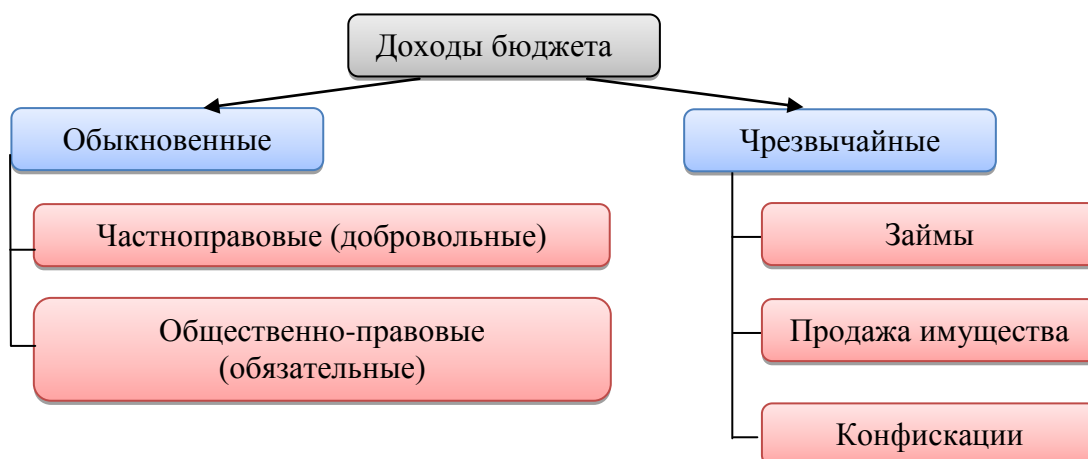 Доходы бюджета
Обыкновенные
Чрезвычайные
Частноправовые (добровольные)
Общественно-правовые
(обязательные)
Займы
Продажа имущества
Конфискации